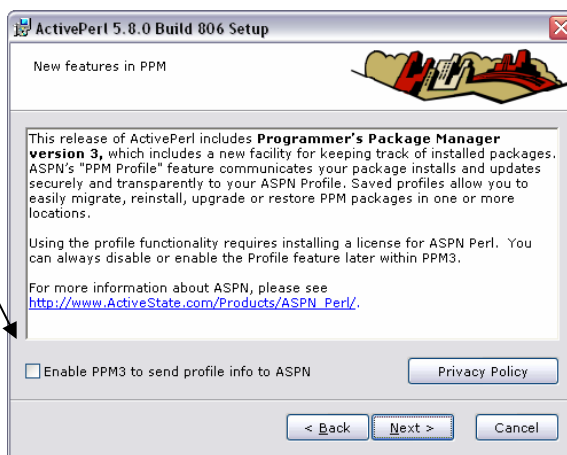 ActivePerl 5.8.0 Build 806 Setup
New features in PPM
This release of ActivePerl includes Programmer's Package Manager
version 3, which includes a new facility for keeping track of installed packages.
ASPN's "PPM Profile" feature communicates your package installs and updates
securely and transparently to your ASPN Profile. Saved profiles allow you to
easily migrate, reinstall, upgrade or restore PPM packages in one or more
locations.
Using the profile functionality requires installing a license for ASPN Perl. You
can always disable or enable the Profile feature later within PPM3.
For more information about ASPN, please see
http://www.ActiveState.com/Products/ASPN_Perl/.
Enable PPM3 to send profile info to ASPN
Privacy Policy
< Back Next > Cancel